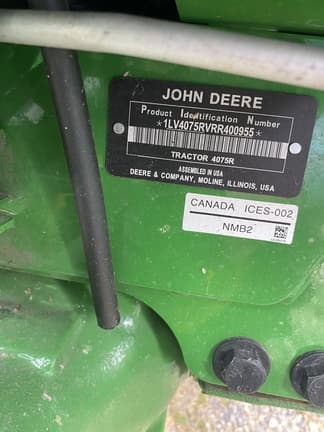 JOHN DEERE
Product Identification Number
*1LV4075RVRR400955*
TRACTOR 4075R
ASSEMBLED IN USA
DEERE & COMPANY, MOLINE, ILLINOIS, USA
CANADA ICES-002
NMB2